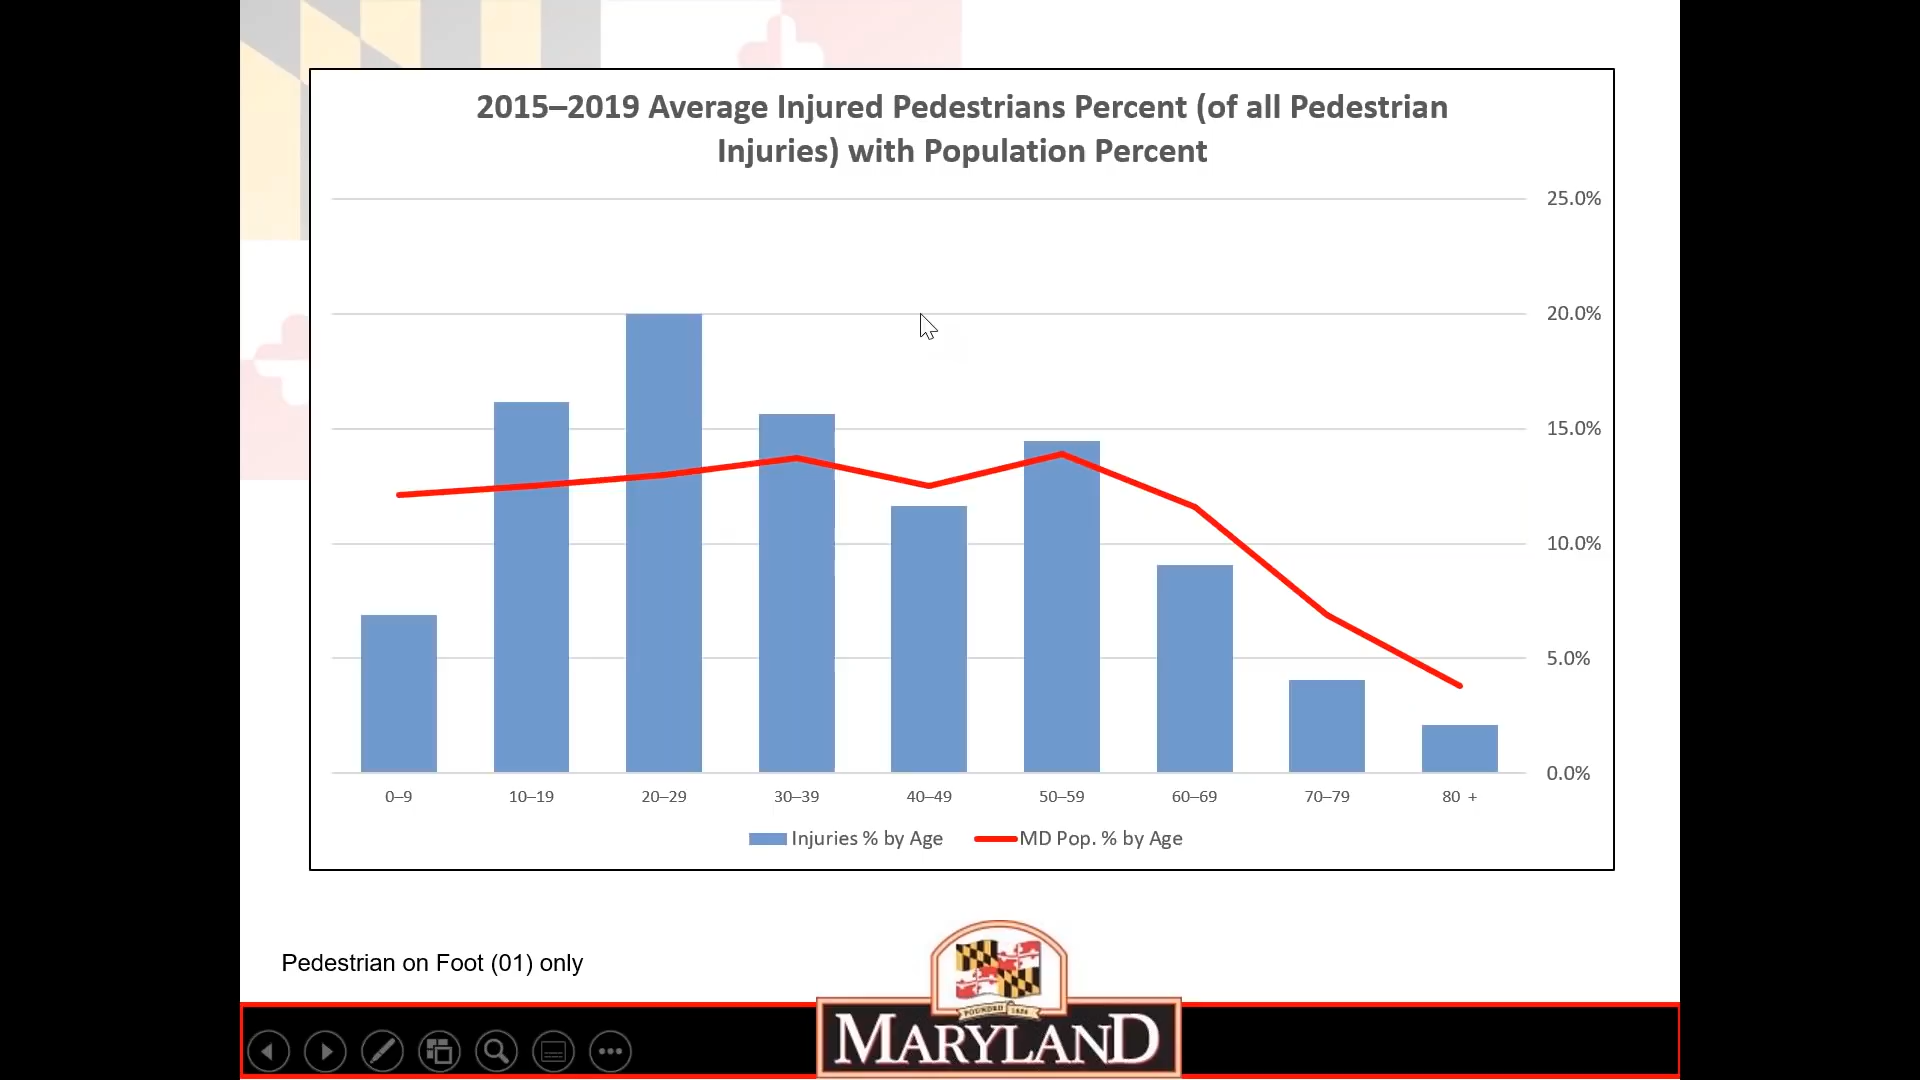 2015–2019 Average Injured Pedestrians Percent (of all Pedestrian
Injuries) with Population Percent
25.0%
20.0%
15.0%
10.0%
5.0%
0.0%
0–9 10–19 20–29 30–39 40–49 50–59 60–69 70–79 80 +
Injuries % by Age MD Pop. % by Age
Pedestrian on Foot (01) only
MARYLAND